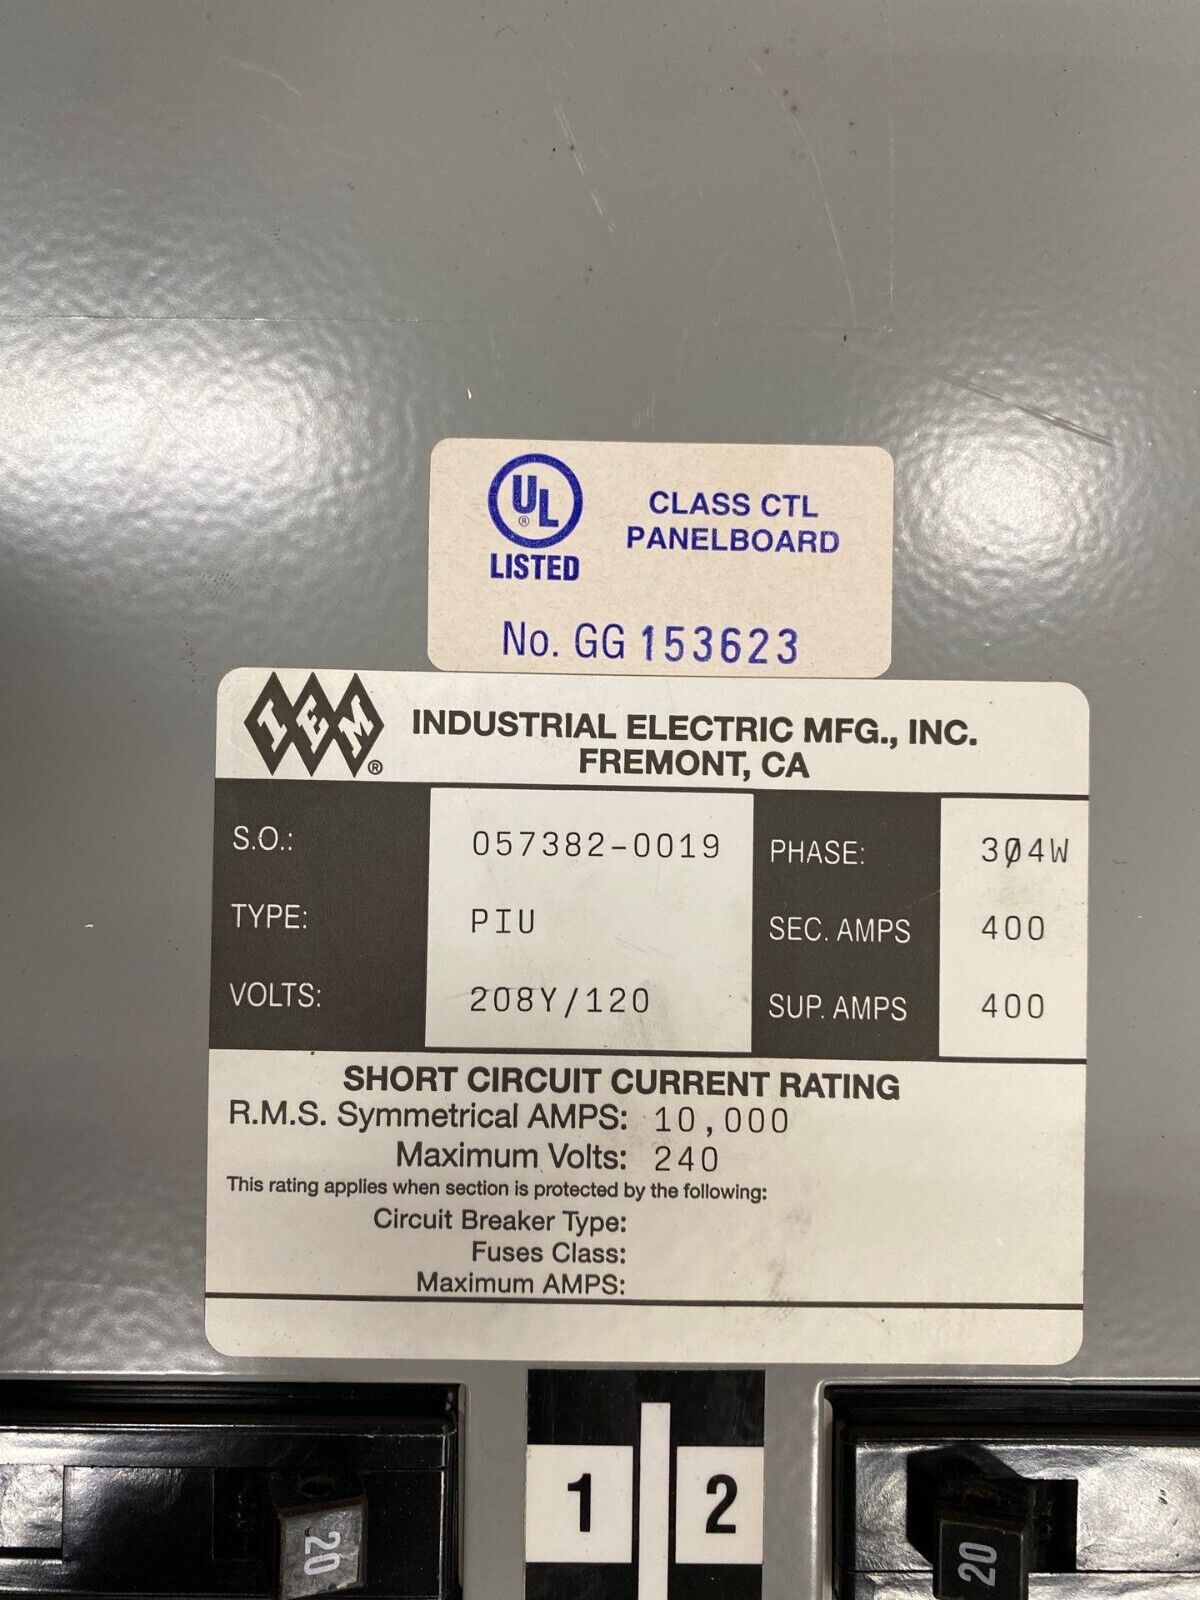 UL
®
LISTED
CLASS CTL
PANELBOARD
No. GG 153623
IEM®
INDUSTRIAL ELECTRIC MFG., INC.
FREMONT, CA
S.O.: 057382-0019 PHASE: 3Ø4W
TYPE: PIU SEC. AMPS 400
VOLTS: 208Y/120 SUP. AMPS 400
SHORT CIRCUIT CURRENT RATING
R.M.S. Symmetrical AMPS: 10,000
Maximum Volts: 240
This rating applies when section is protected by the following:
Circuit Breaker Type:
Fuses Class:
Maximum AMPS:
1 2
20
20